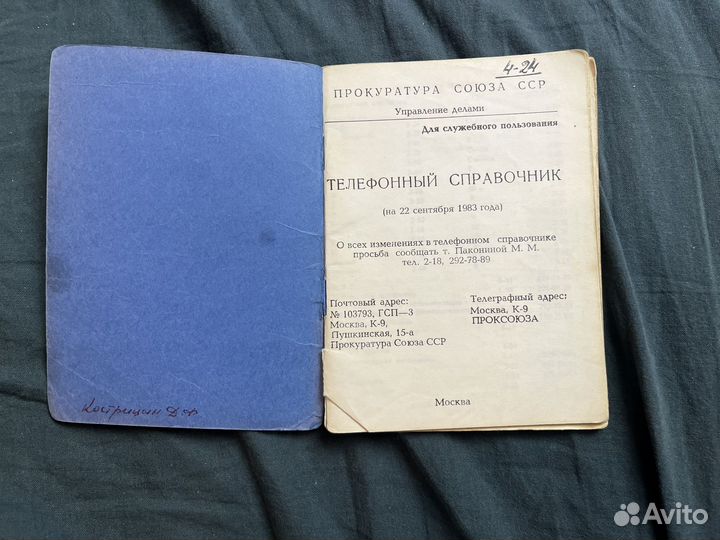 4-24
ПРОКУРАТУРА СОЮЗА ССР
Управление делами
Для служебного пользования
ТЕЛЕФОННЫЙ СПРАВОЧНИК
(на 22 сентября 1983 года)
О всех изменениях в телефонном справочнике
просьба сообщать т. Пакониной М. М.
тел. 2-18, 292-78-89
Почтовый адрес:
№ 103793, ГСП—3
Москва, К-9,
Пушкинская, 15-а
Прокуратура Союза ССР
Телеграфный адрес:
Москва, К-9
ПРОКСОЮЗА
Москва
Кострицин
Avito